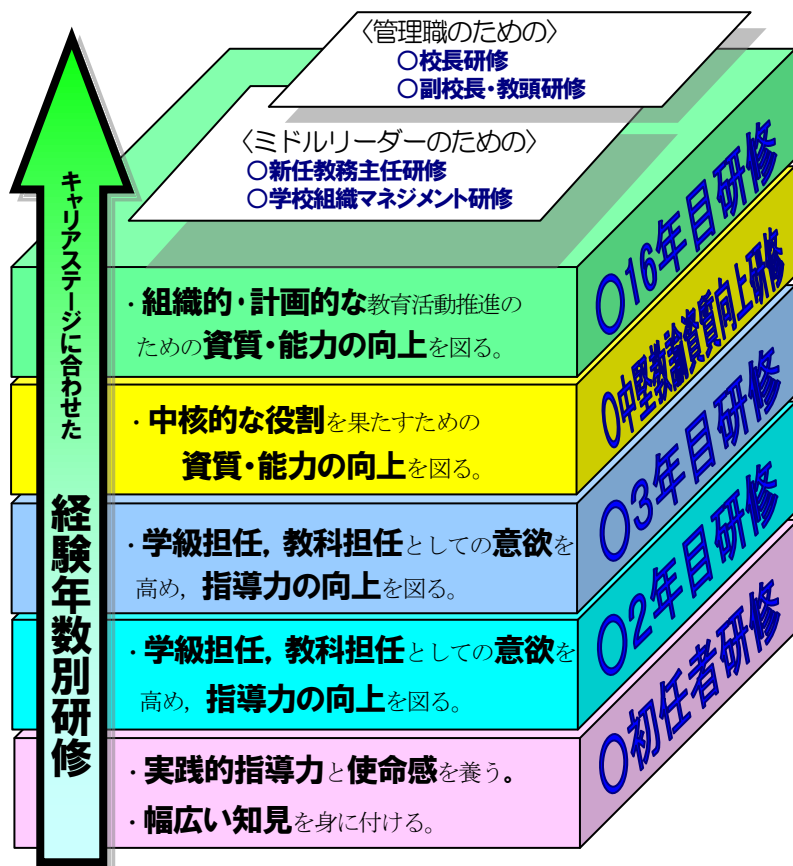 〈管理職のための〉
○校長研修
○副校長・教頭研修
〈ミドルリーダーのための〉
○新任教務主任研修
○学校組織マネジメント研修
キャリアステージに合わせた
経験年数別研修
・組織的・計画的な教育活動推進の
ための資質・能力の向上を図る。
○16年目研修
・中核的な役割を果たすための
資質・能力の向上を図る。
○中堅教諭資質向上研修
・学級担任，教科担任としての意欲を
高め，指導力の向上を図る。
○3年目研修
・学級担任，教科担任としての意欲を
高め，指導力の向上を図る。
○2年目研修
・実践的指導力と使命感を養う。
・幅広い知見を身に付ける。
○初任者研修